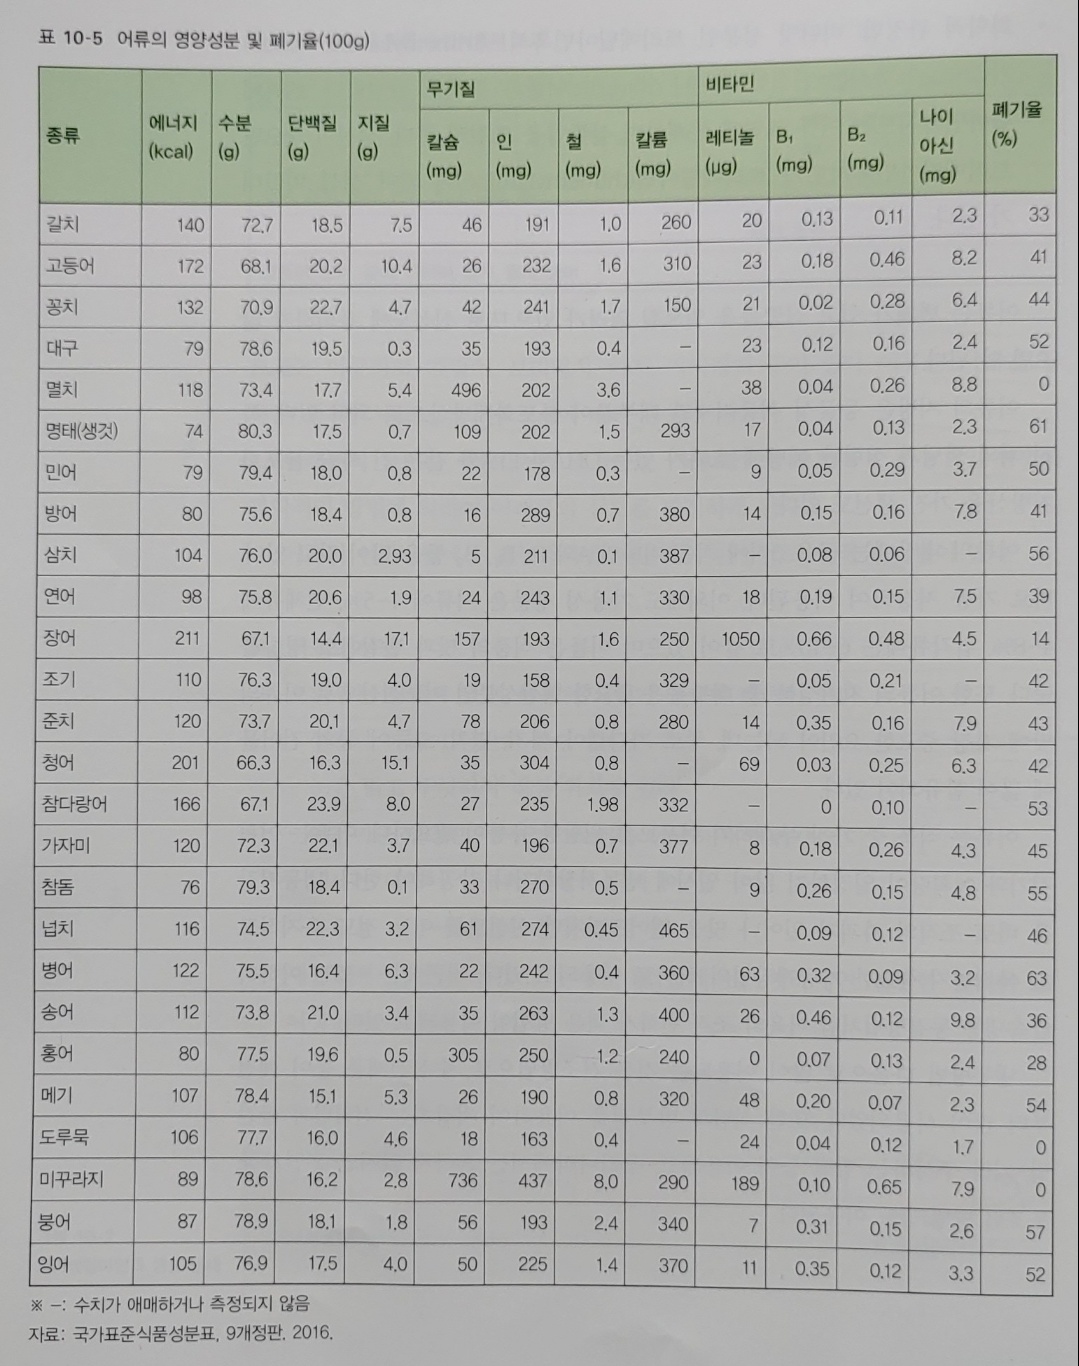 표 10-5 어류의 영양성분 및 폐기율(100g)
종류 에너지 (kcal) 수분 (g) 단백질 (g) 지질 (g) 무기질 비타민 폐기율 (%)
칼슘 (mg) 인 (mg) 철 (mg) 칼륨 (mg) 레티놀 (μg) B₁ (mg) B₂ (mg) 나이아신 (mg)
갈치 140 72.7 18.5 7.5 46 191 1.0 260 20 0.13 0.11 2.3 33
고등어 172 68.1 20.2 10.4 26 232 1.6 310 23 0.18 0.46 8.2 41
꽁치 132 70.9 22.7 4.7 42 241 1.7 150 21 0.02 0.28 6.4 44
대구 79 78.6 19.5 0.3 35 193 0.4 – 23 0.12 0.16 2.4 52
멸치 118 73.4 17.7 5.4 496 202 3.6 – 38 0.04 0.26 8.8 0
명태(생것) 74 80.3 17.5 0.7 109 202 1.5 293 17 0.04 0.13 2.3 61
민어 79 79.4 18.0 0.8 22 178 0.3 – 9 0.05 0.29 3.7 50
방어 80 75.6 18.4 0.8 16 289 0.7 380 14 0.15 0.16 7.8 41
삼치 104 76.0 20.0 2.93 5 211 0.1 387 – 0.08 0.06 – 56
연어 98 75.8 20.6 1.9 24 243 1.1 330 18 0.19 0.15 7.5 39
장어 211 67.1 14.4 17.1 157 193 1.6 250 1050 0.66 0.48 4.5 14
조기 110 76.3 19.0 4.0 19 158 0.4 329 – 0.05 0.21 – 42
준치 120 73.7 20.1 4.7 78 206 0.8 280 14 0.35 0.16 7.9 43
청어 201 66.3 16.3 15.1 35 304 0.8 – 69 0.03 0.25 6.3 42
참다랑어 166 67.1 23.9 8.0 27 235 1.98 332 – 0 0.10 – 53
가자미 120 72.3 22.1 3.7 40 196 0.7 377 8 0.18 0.26 4.3 45
참돔 76 79.3 18.4 0.1 33 270 0.5 – 9 0.26 0.15 4.8 55
넙치 116 74.5 22.3 3.2 61 274 0.45 465 – 0.09 0.12 – 46
병어 122 75.5 16.4 6.3 22 242 0.4 360 63 0.32 0.09 3.2 63
송어 112 73.8 21.0 3.4 35 263 1.3 400 26 0.46 0.12 9.8 36
홍어 80 77.5 19.6 0.5 305 250 1.2 240 0 0.07 0.13 2.4 28
메기 107 78.4 15.1 5.3 26 190 0.8 320 48 0.20 0.07 2.3 54
도루묵 106 77.7 16.0 4.6 18 163 0.4 – 24 0.04 0.12 1.7 0
미꾸라지 89 78.6 16.2 2.8 736 437 8.0 290 189 0.10 0.65 7.9 0
붕어 87 78.9 18.1 1.8 56 193 2.4 340 7 0.31 0.15 2.6 57
잉어 105 76.9 17.5 4.0 50 225 1.4 370 11 0.35 0.12 3.3 52
※ –: 수치가 애매하거나 측정되지 않음
자료: 국가표준식품성분표, 9개정판. 2016.